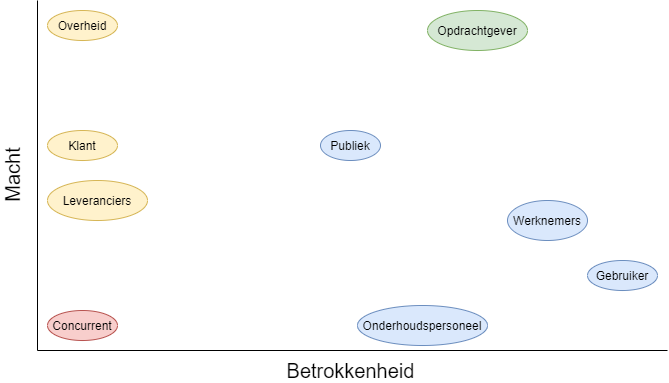 Overheid
Opdrachtgever
Klant
Publiek
Macht
Leveranciers
Werknemers
Gebruiker
Concurrent
Onderhoudspersoneel
Betrokkenheid